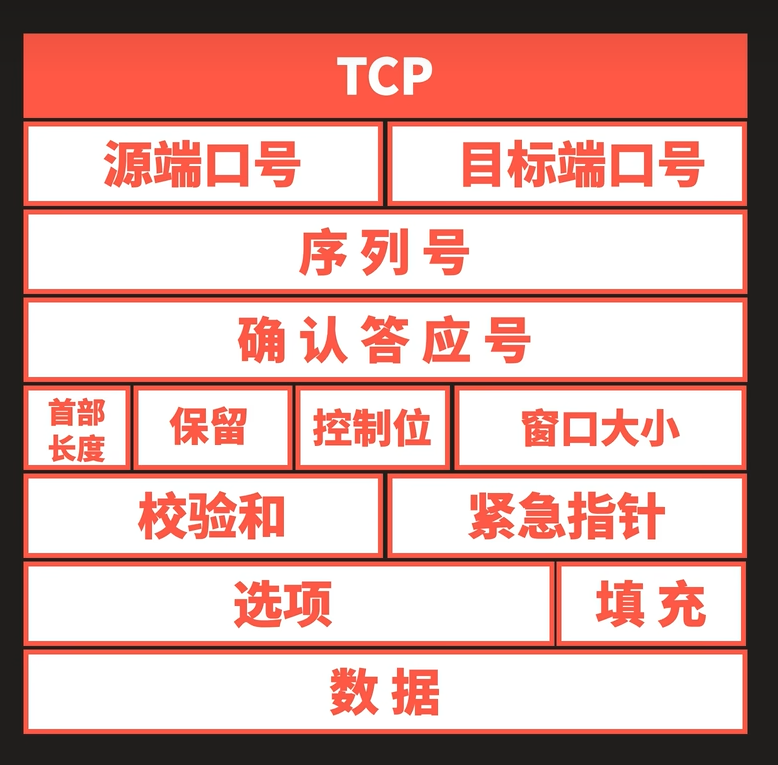 TCP
源端口号 目标端口号
序列号
确认答应号
首部
长度 保留 控制位 窗口大小
校验和 紧急指针
选项 填充
数据